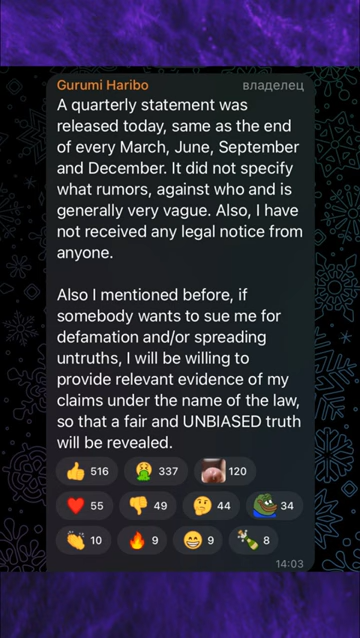 Gurumi Haribo владелец
A quarterly statement was
released today, same as the end
of every March, June, September
and December. It did not specify
what rumors, against who and is
generally very vague. Also, I have
not received any legal notice from
anyone.
Also I mentioned before, if
somebody wants to sue me for
defamation and/or spreading
untruths, I will be willing to
provide relevant evidence of my
claims under the name of the law,
so that a fair and UNBIASED truth
will be revealed.
516 337 120
55 49 44 34
10 9 9 8
14:03